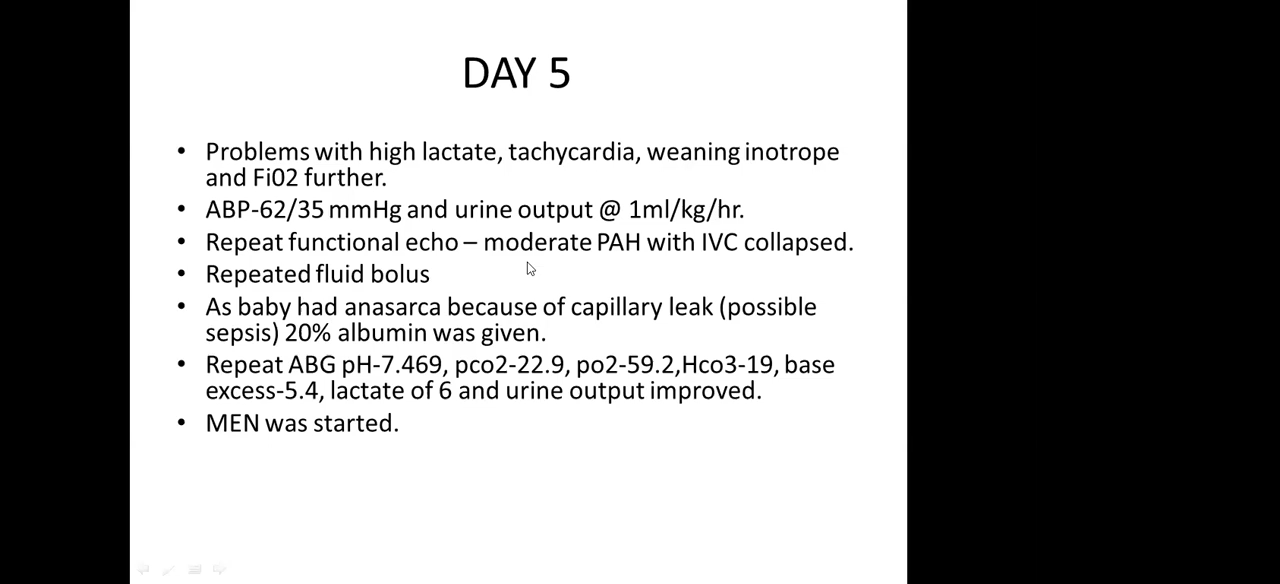 DAY 5
• Problems with high lactate, tachycardia, weaning inotrope
and Fi02 further.
• ABP-62/35 mmHg and urine output @ 1ml/kg/hr.
• Repeat functional echo – moderate PAH with IVC collapsed.
• Repeated fluid bolus
• As baby had anasarca because of capillary leak (possible
sepsis) 20% albumin was given.
• Repeat ABG pH-7.469, pco2-22.9, po2-59.2,Hco3-19, base
excess-5.4, lactate of 6 and urine output improved.
• MEN was started.